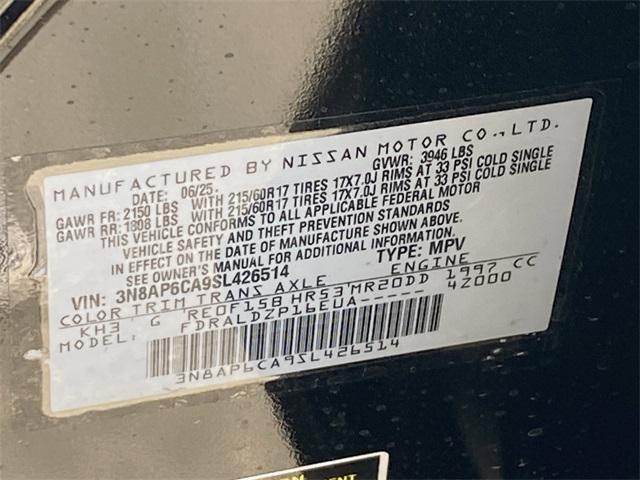 MANUFACTURED BY NISSAN MOTOR CO., LTD.
DATE: 06/25. GVWR: 3946 LBS
GAWR FR: 2150 LBS WITH 215/60R17 TIRES 17X7.0J RIMS AT 33 PSI COLD SINGLE
GAWR RR: 1808 LBS WITH 215/60R17 TIRES 17X7.0J RIMS AT 33 PSI COLD SINGLE
THIS VEHICLE CONFORMS TO ALL APPLICABLE FEDERAL MOTOR
VEHICLE SAFETY AND THEFT PREVENTION STANDARDS
IN EFFECT ON THE DATE OF MANUFACTURE SHOWN ABOVE.
SEE OWNER'S MANUAL FOR ADDITIONAL INFORMATION.
VIN: 3N8AP6CA9SL426514 TYPE: MPV
COLOR TRIM TRANS AXLE ENGINE
KH3 G RE0F15B HR53 MR20DD 1997 CC
MODEL: FDRALDZP16EUA----- 42000
3N8AP6CA9SL426514